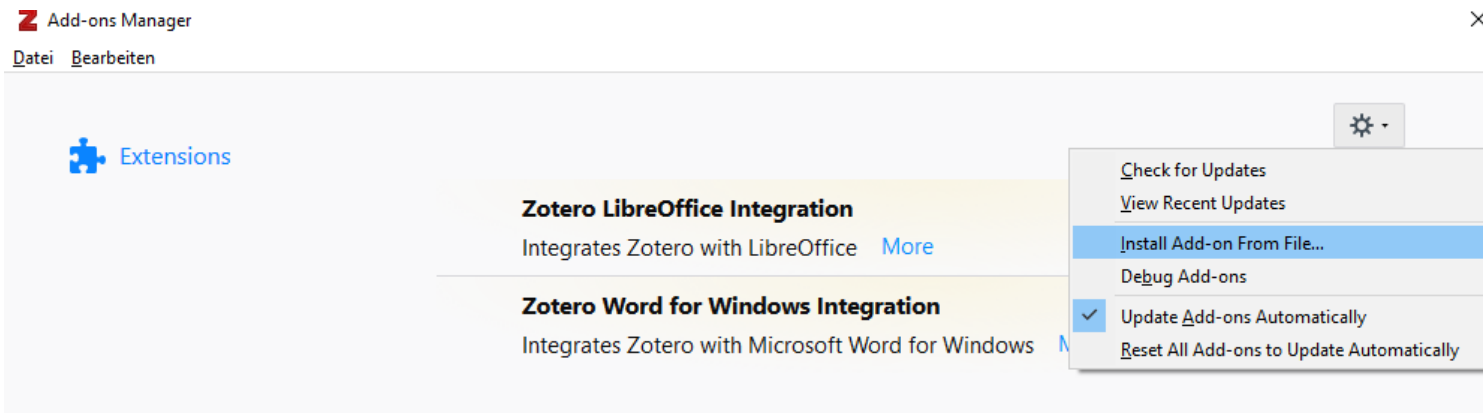 Add-ons Manager
Datei Bearbeiten
Extensions
Zotero LibreOffice Integration
Integrates Zotero with LibreOffice More
Zotero Word for Windows Integration
Integrates Zotero with Microsoft Word for Windows
Check for Updates
View Recent Updates
Install Add-on From File...
Debug Add-ons
Update Add-ons Automatically
Reset All Add-ons to Update Automatically